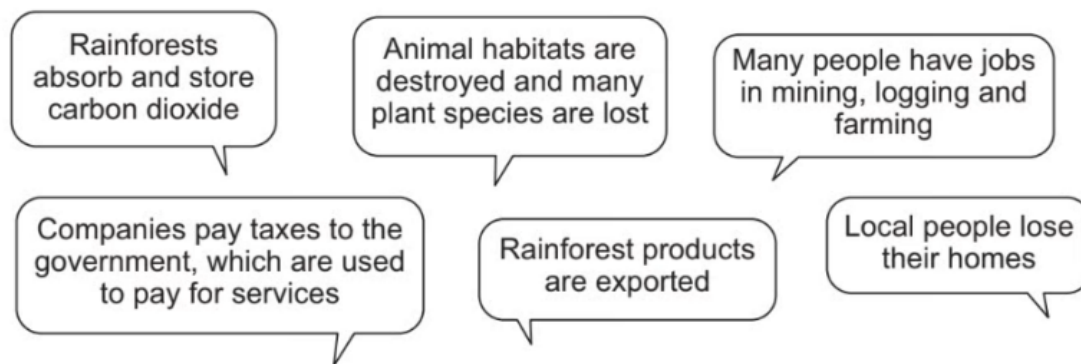 Rainforests
absorb and store
carbon dioxide
Animal habitats are
destroyed and many
plant species are lost
Many people have jobs
in mining, logging and
farming
Companies pay taxes to the
government, which are used
to pay for services
Rainforest products
are exported
Local people lose
their homes